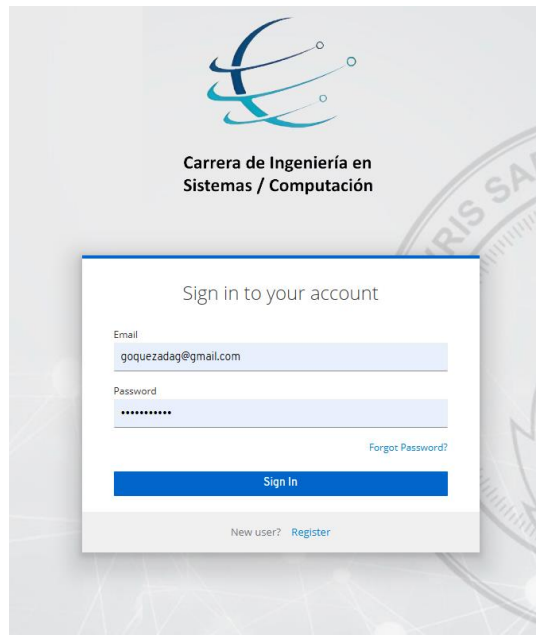 Carrera de Ingeniería en
Sistemas / Computación
Sign in to your account
Email
goquezadag@gmail.com
Password
•••••••••••
Forgot Password?
Sign In
New user? Register